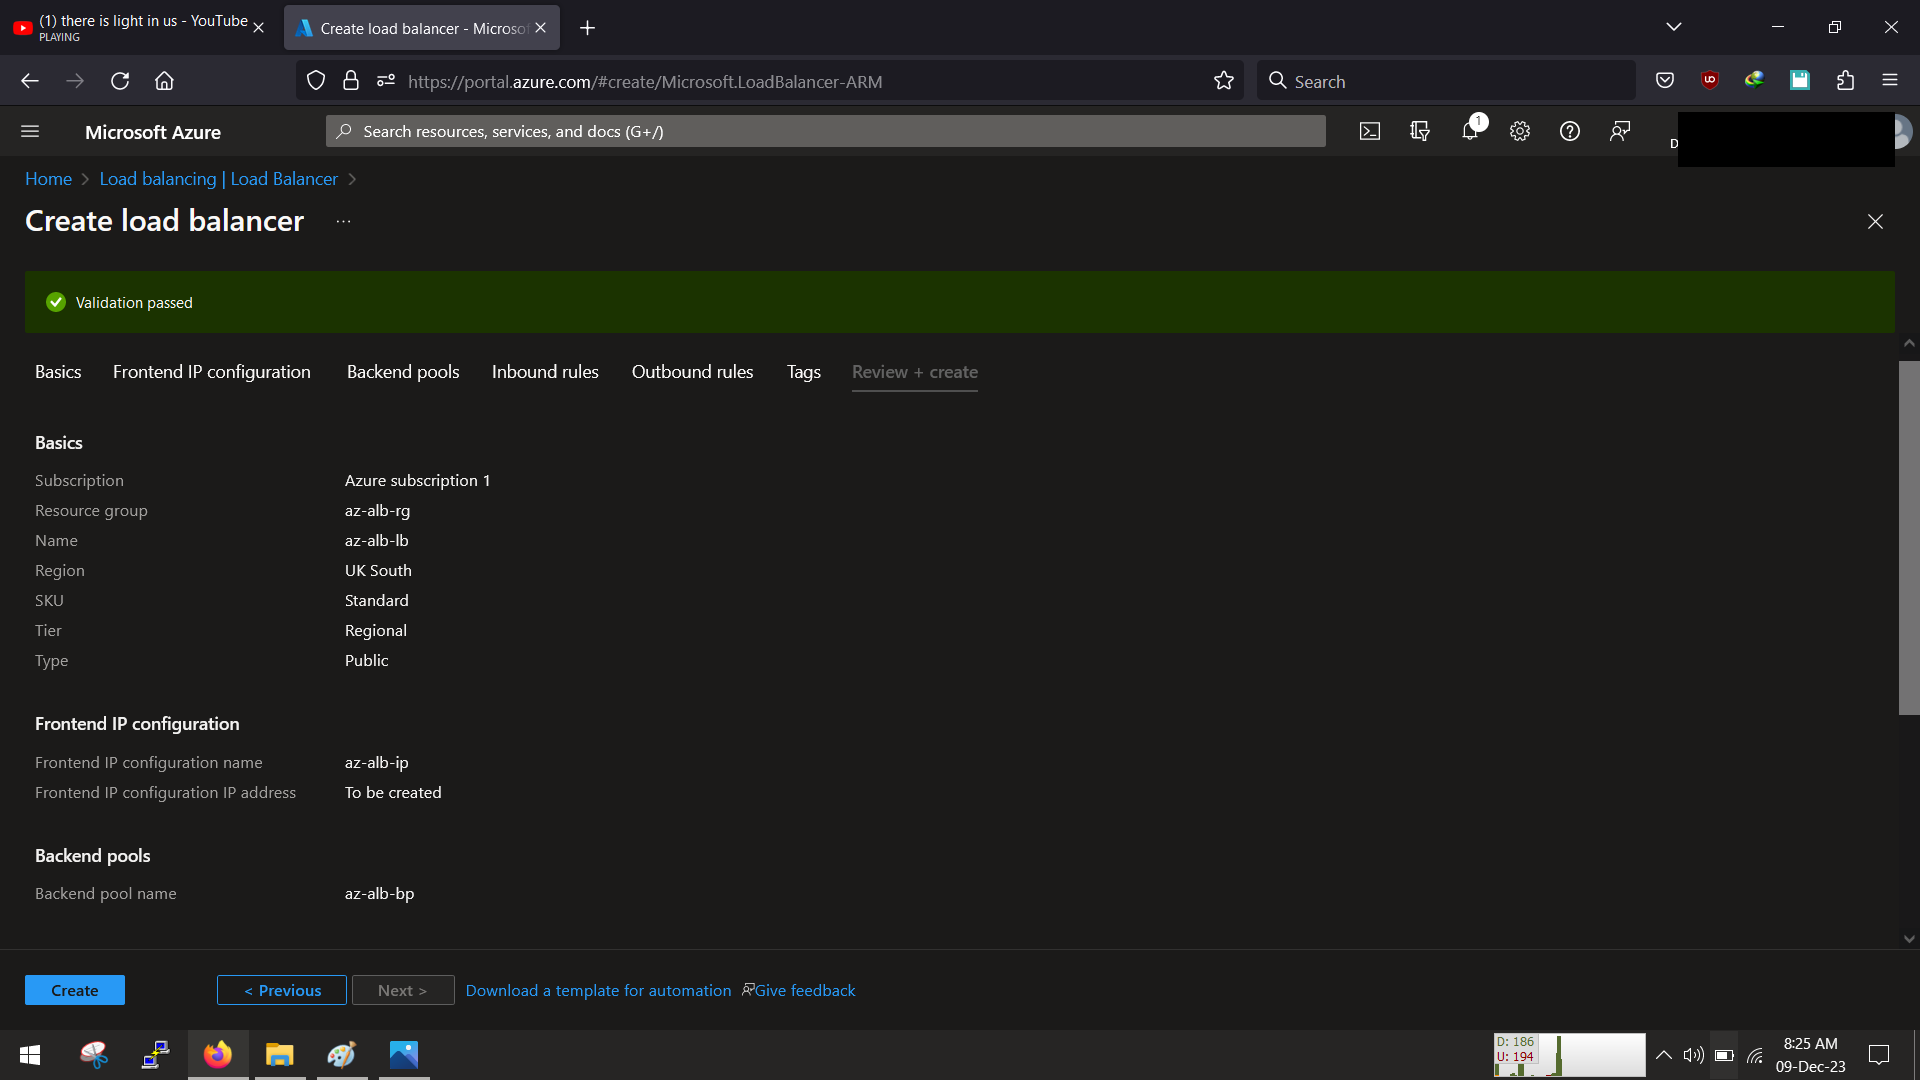 (1) there is light in us - YouTube
PLAYING
Create load balancer - Microsof
https://portal.azure.com/#create/Microsoft.LoadBalancer-ARM
Search
Microsoft Azure
Search resources, services, and docs (G+/)
1
D
Home > Load balancing | Load Balancer >
Create load balancer ...
Validation passed
Basics Frontend IP configuration Backend pools Inbound rules Outbound rules Tags Review + create
Basics
Subscription Azure subscription 1
Resource group az-alb-rg
Name az-alb-lb
Region UK South
SKU Standard
Tier Regional
Type Public
Frontend IP configuration
Frontend IP configuration name az-alb-ip
Frontend IP configuration IP address To be created
Backend pools
Backend pool name az-alb-bp
Create < Previous Next > Download a template for automation Give feedback
D: 186
U: 194
8:25 AM
09-Dec-23